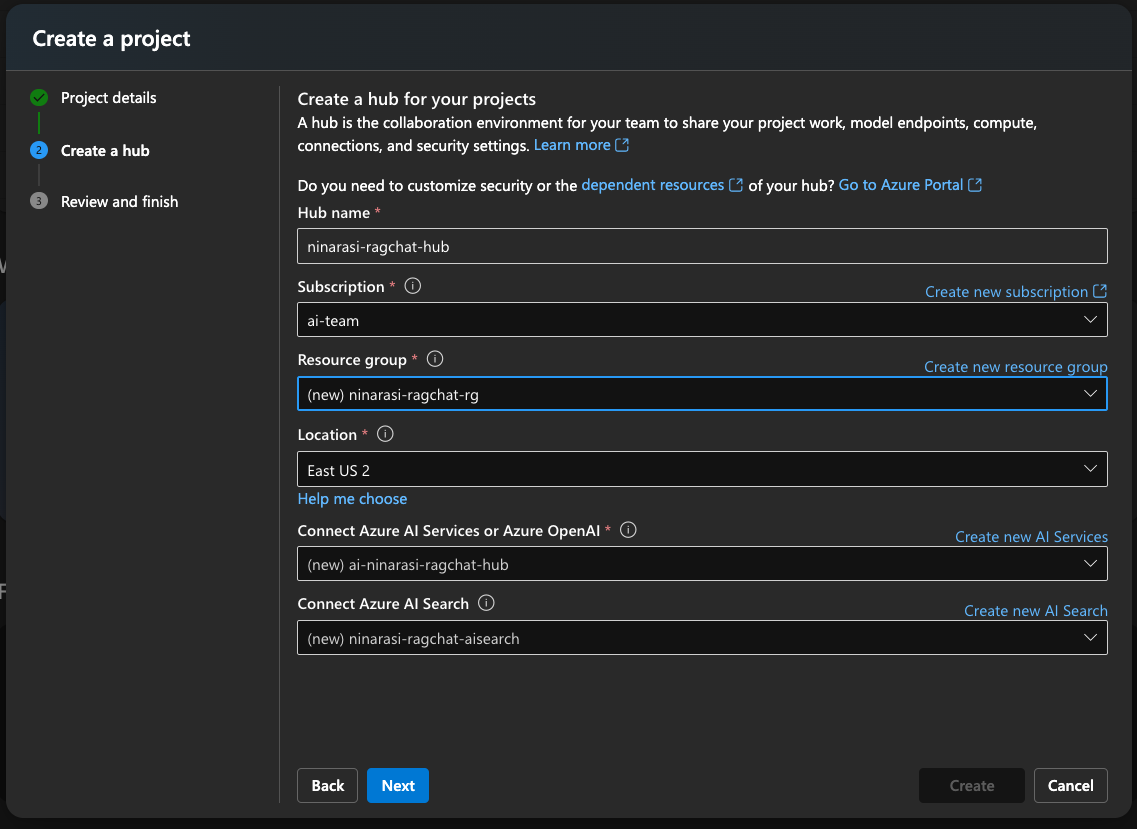 Create a project
Project details
2
Create a hub
3
Review and finish
Create a hub for your projects
A hub is the collaboration environment for your team to share your project work, model endpoints, compute,
connections, and security settings. Learn more
Do you need to customize security or the dependent resources of your hub? Go to Azure Portal
Hub name *
ninarasi-ragchat-hub
Subscription *
Create new subscription
ai-team
Resource group *
Create new resource group
(new) ninarasi-ragchat-rg
Location *
East US 2
Help me choose
Connect Azure AI Services or Azure OpenAI *
Create new AI Services
(new) ai-ninarasi-ragchat-hub
Connect Azure AI Search
Create new AI Search
(new) ninarasi-ragchat-aisearch
Back
Next
Create
Cancel